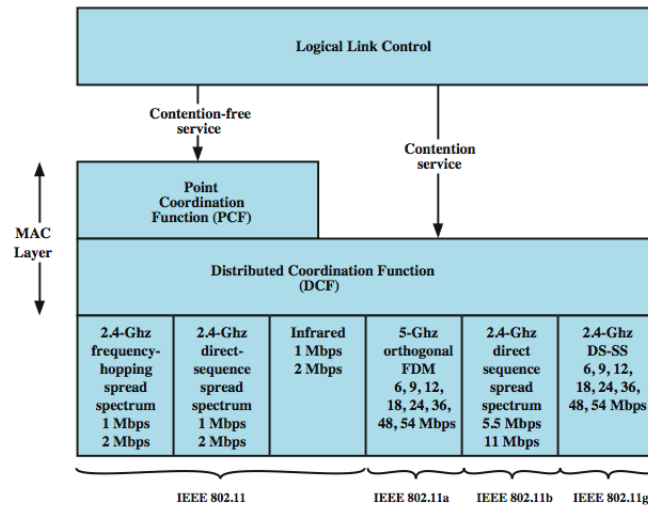 Logical Link Control
Contention-free
service
Contention
service
MAC
Layer
Point
Coordination
Function (PCF)
Distributed Coordination Function
(DCF)
2.4-Ghz
frequency-
hopping
spread
spectrum
1 Mbps
2 Mbps
2.4-Ghz
direct-
sequence
spread
spectrum
1 Mbps
2 Mbps
Infrared
1 Mbps
2 Mbps
5-Ghz
orthogonal
FDM
6, 9, 12,
18, 24, 36,
48, 54 Mbps
2.4-Ghz
direct
sequence
spread
spectrum
5.5 Mbps
11 Mbps
2.4-Ghz
DS-SS
6, 9, 12,
18, 24, 36,
48, 54 Mbps
IEEE 802.11
IEEE 802.11a
IEEE 802.11b
IEEE 802.11g